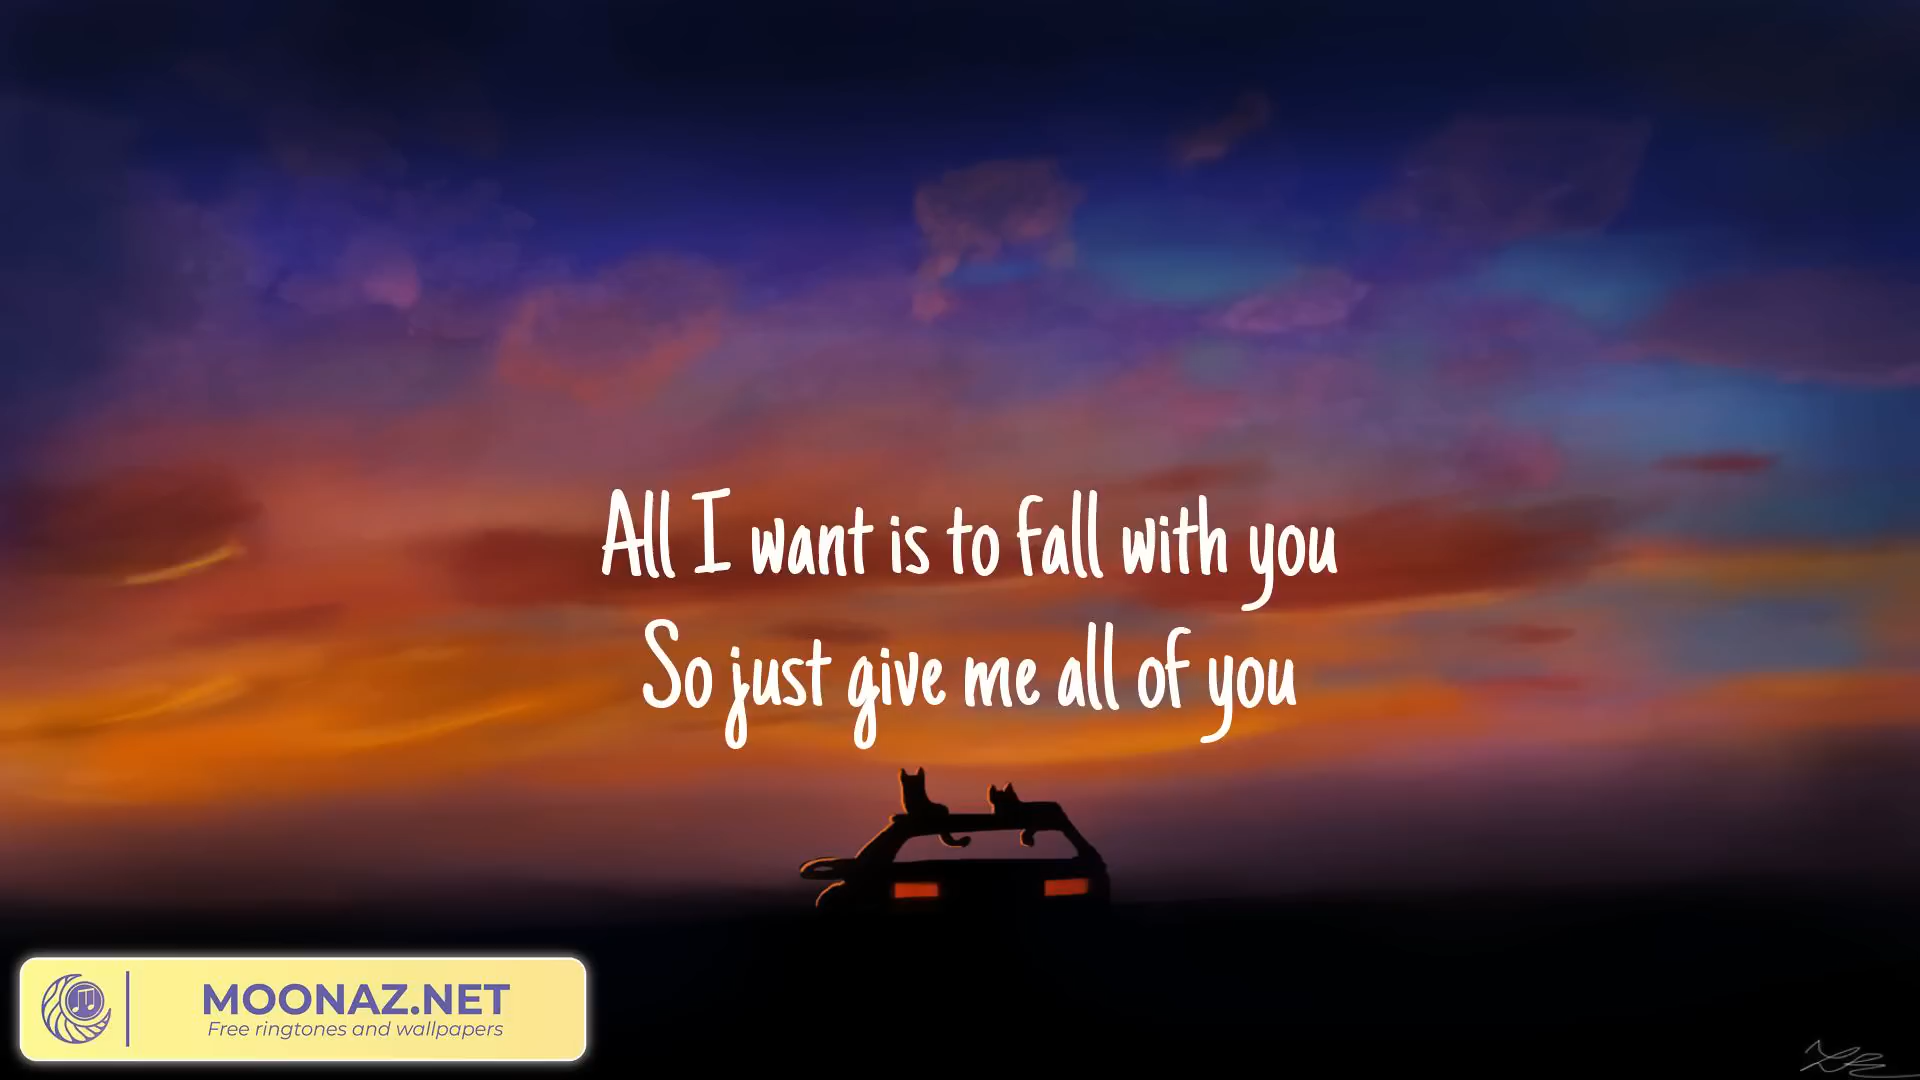 All I want is to fall with you
So just give me all of you
MOONAZ.NET
Free ringtones and wallpapers